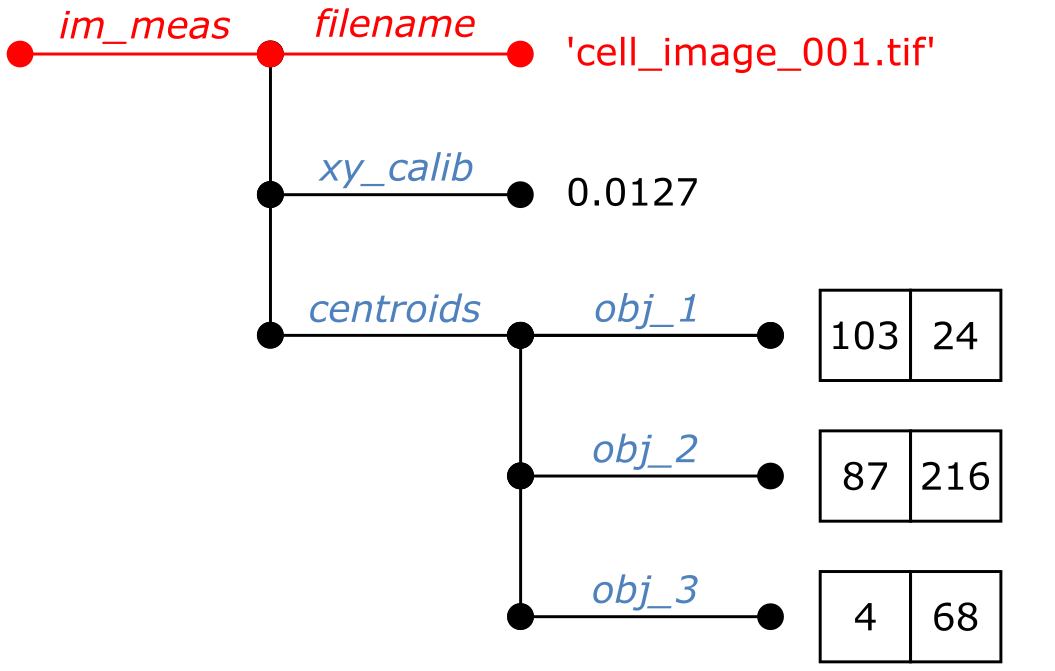 im_meas filename 'cell_image_001.tif'
xy_calib 0.0127
centroids obj_1 103 24
obj_2 87 216
obj_3 4 68